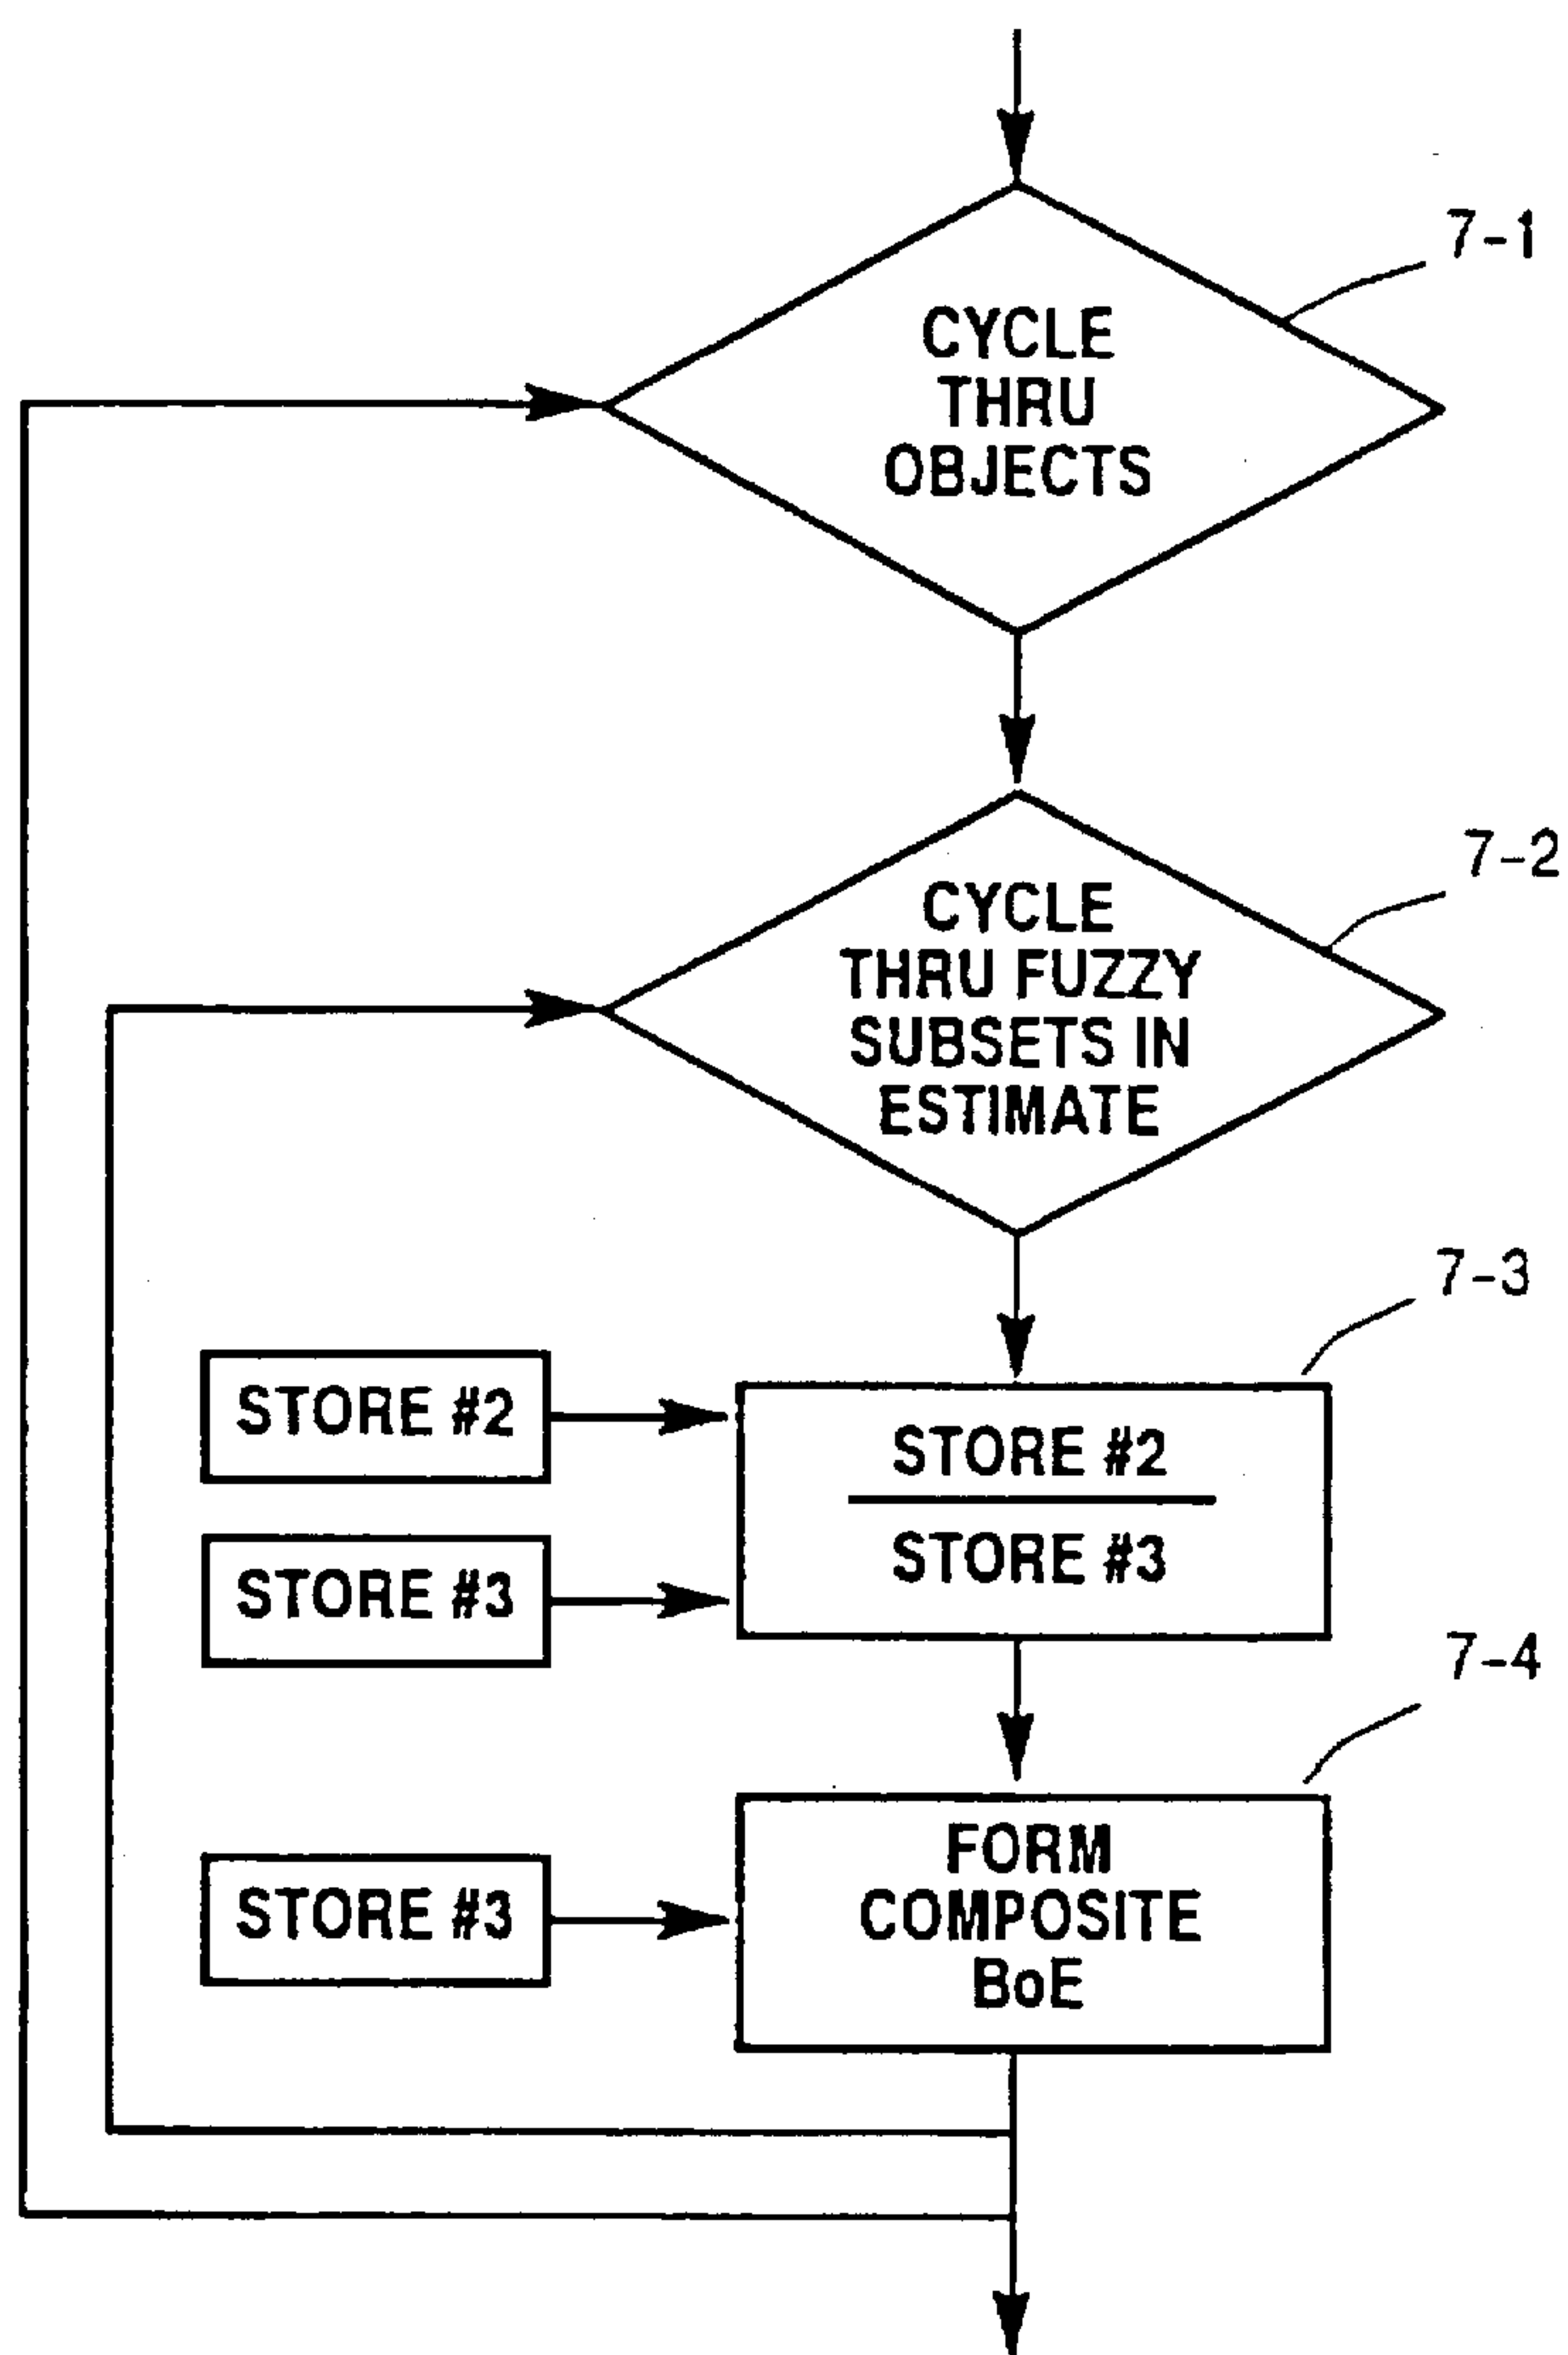 7-1
CYCLE
THRU
OBJECTS
7-2
CYCLE
THRU FUZZY
SUBSETS IN
ESTIMATE
7-3
STORE #2
STORE #2
STORE #3
STORE #3
7-4
FORM
COMPOSITE
BoE
STORE #3